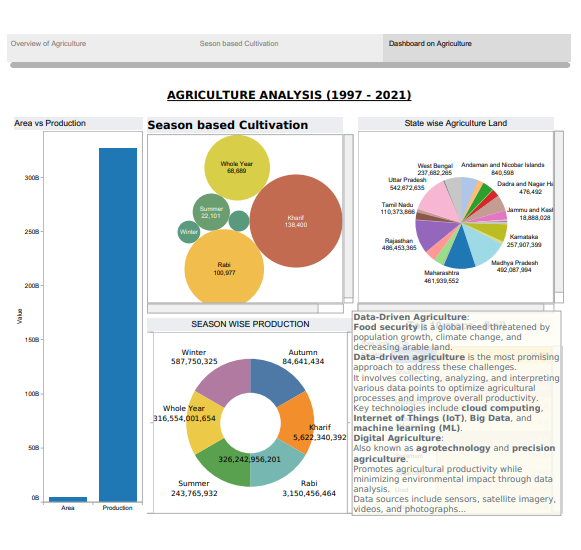 Overview of Agriculture
Seson based Cultivation
Dashboard on Agriculture
AGRICULTURE ANALYSIS (1997 - 2021)
Area vs Production
300B
250B
200B
150B
100B
50B
0B
Value
Area
Production
Season based Cultivation
Whole Year
68,689
Summer
22,101
Winter
Kharif
138,400
Rabi
100,977
State wise Agriculture Land
West Bengal
237,682,265
Andaman and Nicobar Islands
840,598
Uttar Pradesh
542,672,635
Dadra and Nagar Ha
476,492
Tamil Nadu
110,373,866
Jammu and Kas
18,888,028
Rajasthan
486,453,365
Karnataka
257,907,399
Madhya Pradesh
492,087,994
Maharashtra
461,939,552
SEASON WISE PRODUCTION
Winter
587,750,325
Autumn
84,641,434
Whole Year
316,554,001,654
Kharif
5,622,340,392
326,242,956,201
Summer
243,765,932
Rabi
3,150,456,464
Data-Driven Agriculture:
Food security is a global need threatened by
population growth, climate change, and
decreasing arable land.
Data-driven agriculture is the most promising
approach to address these challenges.
It involves collecting, analyzing, and interpreting
various data points to optimize agricultural
processes and improve overall productivity.
Key technologies include cloud computing,
Internet of Things (IoT), Big Data, and
machine learning (ML).
Digital Agriculture:
Also known as agrotechnology and precision
agriculture.
Promotes agricultural productivity while
minimizing environmental impact through data
analysis.
Data sources include sensors, satellite imagery,
videos, and photographs...